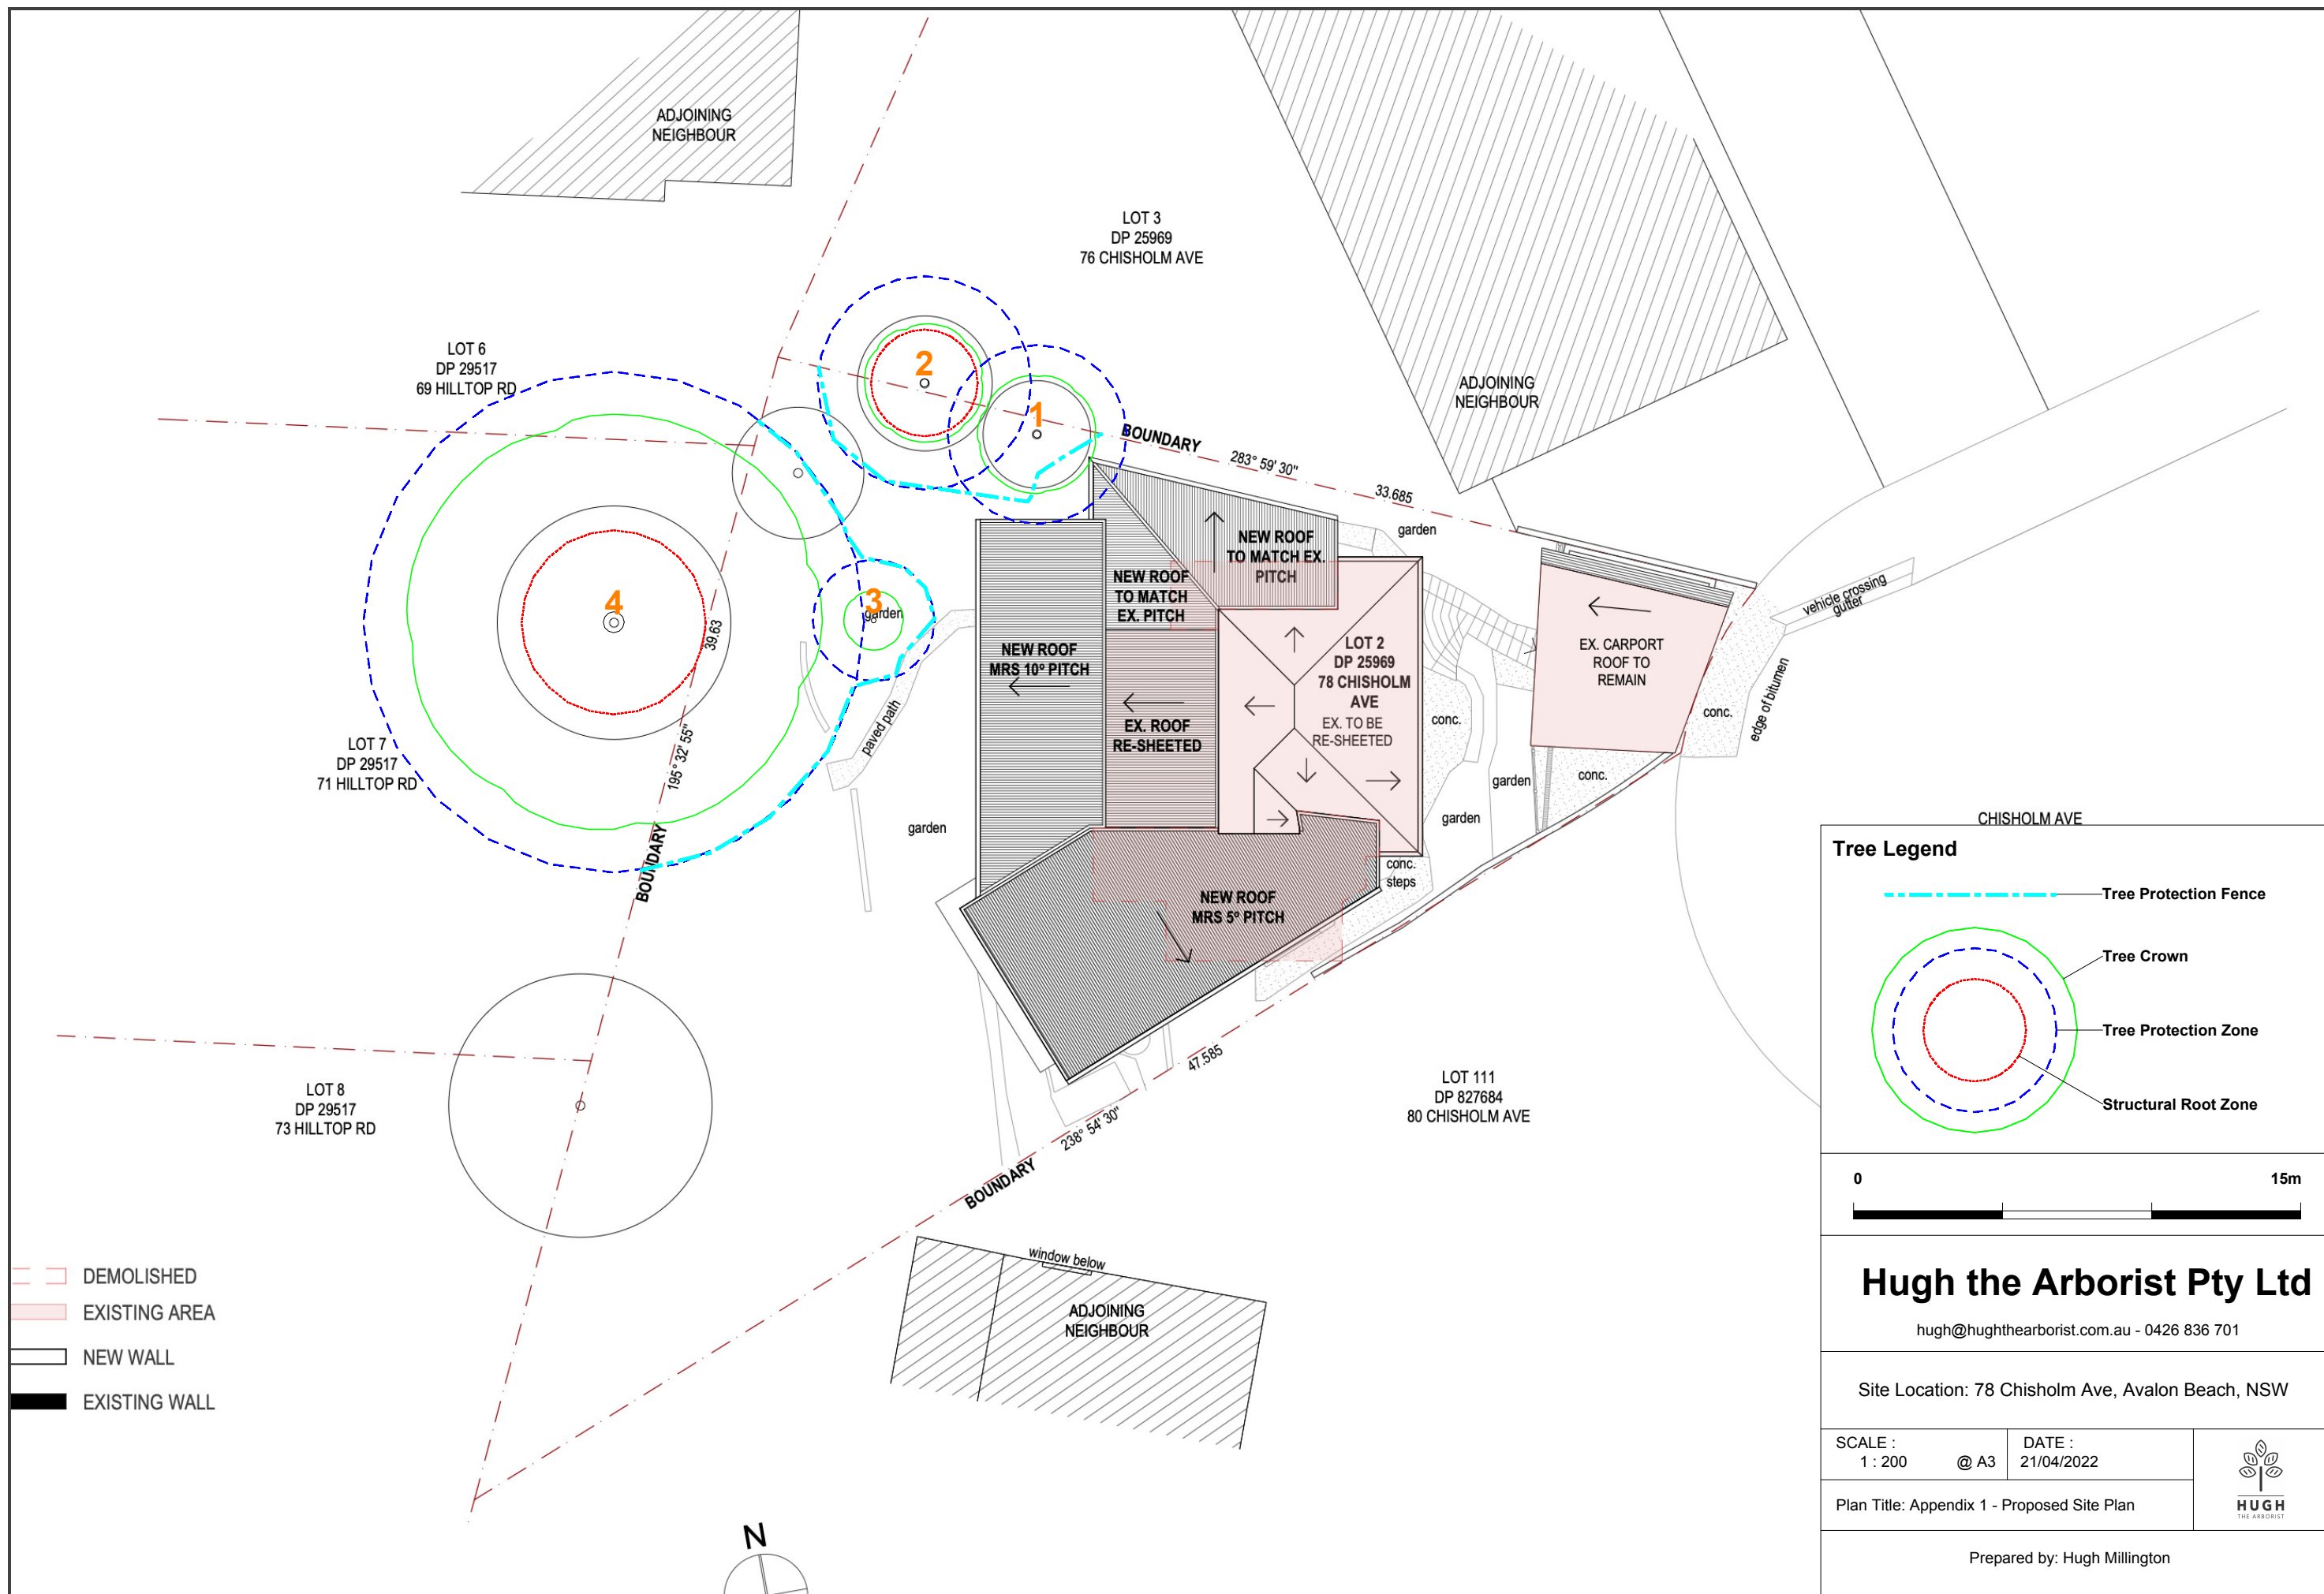 ADJOINING
NEIGHBOUR
LOT 3
DP 25969
76 CHISHOLM AVE
LOT 6
DP 29517
69 HILLTOP RD
2
1
ADJOINING
NEIGHBOUR
BOUNDARY
283° 59' 30"
33.685
garden
NEW ROOF
TO MATCH EX.
PITCH
NEW ROOF
TO MATCH
EX. PITCH
vehicle crossing
gutter
4
3
garden
39.63
NEW ROOF
MRS 10º PITCH
LOT 2
DP 25969
78 CHISHOLM
AVE
EX. TO BE
RE-SHEETED
EX. CARPORT
ROOF TO
REMAIN
edge of bitumen
conc.
conc.
paved path
EX. ROOF
RE-SHEETED
195° 32' 55"
LOT 7
DP 29517
71 HILLTOP RD
garden
conc.
garden
garden
BOUNDARY
conc.
steps
NEW ROOF
MRS 5º PITCH
CHISHOLM AVE
Tree Legend
Tree Protection Fence
Tree Crown
Tree Protection Zone
Structural Root Zone
47.585
LOT 111
DP 827684
80 CHISHOLM AVE
238° 54' 30"
BOUNDARY
LOT 8
DP 29517
73 HILLTOP RD
0 15m
window below
ADJOINING
NEIGHBOUR
DEMOLISHED
EXISTING AREA
NEW WALL
EXISTING WALL
N
Hugh the Arborist Pty Ltd
hugh@hughthearborist.com.au - 0426 836 701
Site Location: 78 Chisholm Ave, Avalon Beach, NSW
SCALE :
1 : 200 @ A3
DATE :
21/04/2022
Plan Title: Appendix 1 - Proposed Site Plan
HUGH
THE ARBORIST
Prepared by: Hugh Millington